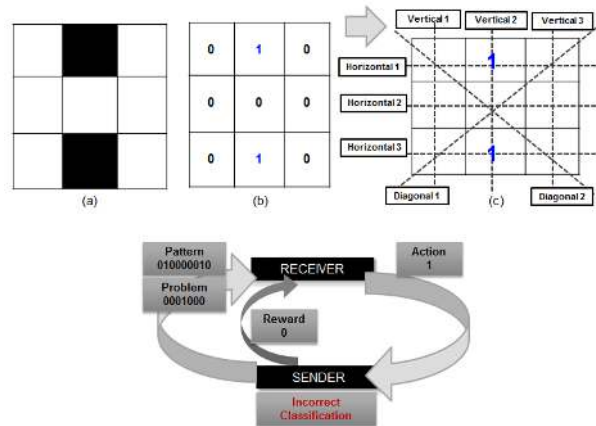 Vertical 1 Vertical 2 Vertical 3
0 1 0
Horizontal 1 1
0 0 0
Horizontal 2
0 1 0
Horizontal 3 1
Diagonal 1 Diagonal 2
(a) (b) (c)
Pattern
010000010
Problem
0001000
RECEIVER
Action
1
Reward
0
SENDER
Incorrect
Classification